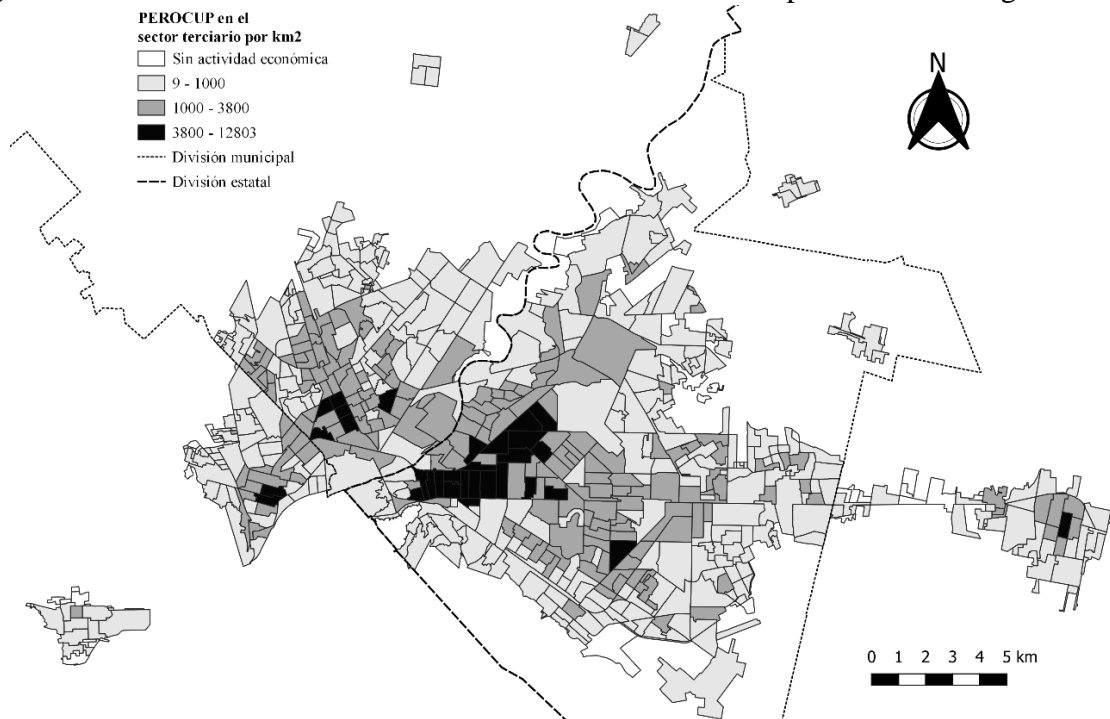 PEROCUP en el
sector terciario por km2
Sin actividad económica
9 - 1000
1000 - 3800
3800 - 12803
División municipal
División estatal
N
0 1 2 3 4 5 km